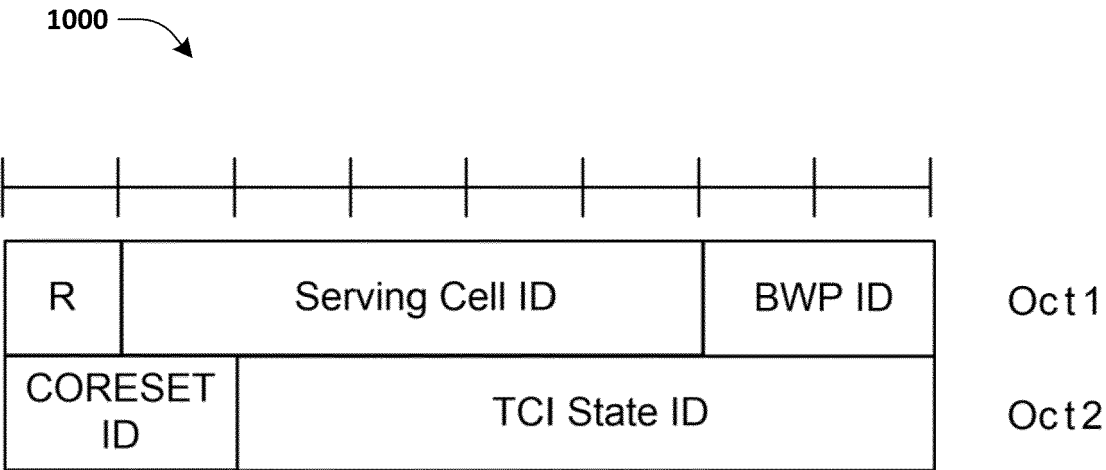 1000
R Serving Cell ID BWP ID Oct 1
CORESET
ID
TCI State ID Oct 2